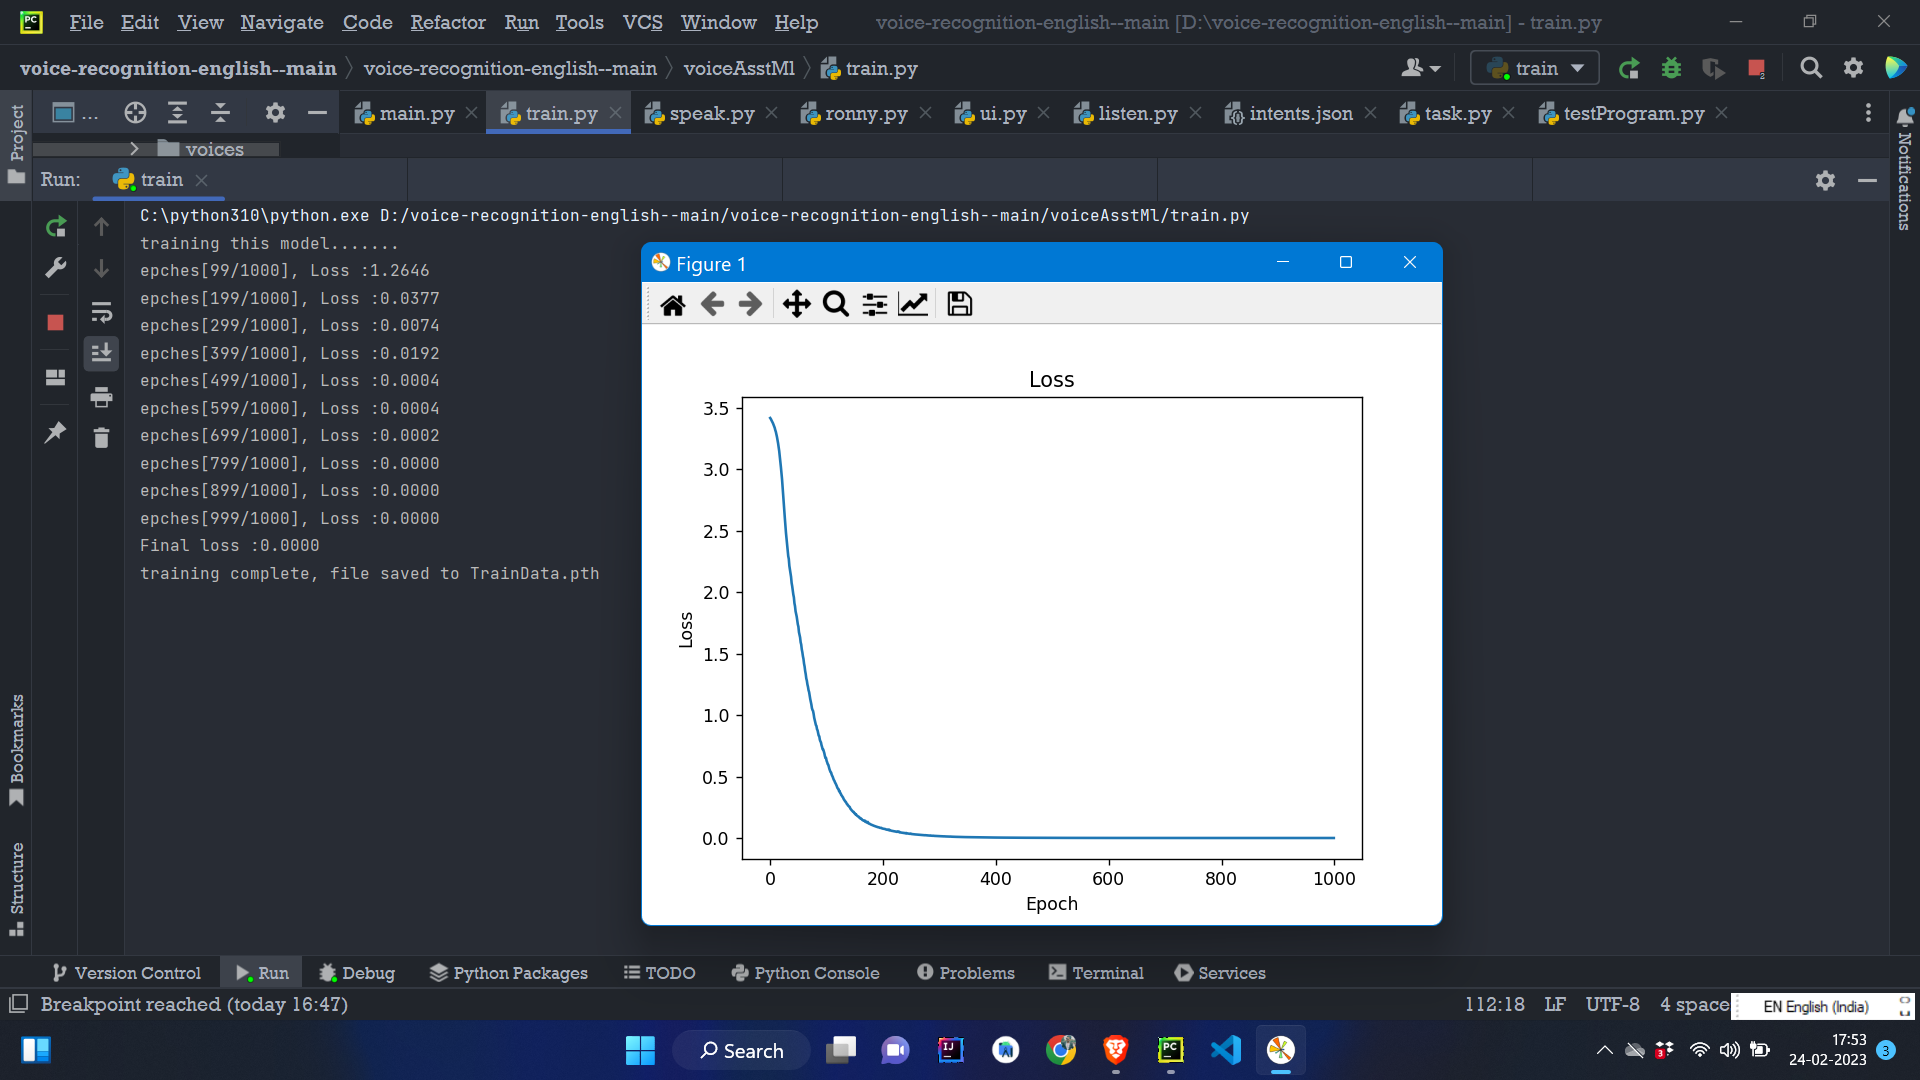 File Edit View Navigate Code Refactor Run Tools VCS Window Help voice-recognition-english--main [D:\voice-recognition-english--main] - train.py
voice-recognition-english--main voice-recognition-english--main voiceAsstMl train.py train
... main.py train.py speak.py ronny.py ui.py listen.py intents.json task.py testProgram.py
Project
voices
Notifications
Run: train
C:\python310\python.exe D:/voice-recognition-english--main/voice-recognition-english--main/voiceAsstMl/train.py
training this model.......
epches[99/1000], Loss :1.2646
epches[199/1000], Loss :0.0377
epches[299/1000], Loss :0.0074
epches[399/1000], Loss :0.0192
epches[499/1000], Loss :0.0004
epches[599/1000], Loss :0.0004
epches[699/1000], Loss :0.0002
epches[799/1000], Loss :0.0000
epches[899/1000], Loss :0.0000
epches[999/1000], Loss :0.0000
Final loss :0.0000
training complete, file saved to TrainData.pth
Figure 1
Loss
3.5
3.0
2.5
2.0
1.5
1.0
0.5
0.0
Loss
0 200 400 600 800 1000
Epoch
Bookmarks
Structure
Version Control Run Debug Python Packages TODO Python Console Problems Terminal Services
Breakpoint reached (today 16:47) 112:18 LF UTF-8 4 space
EN English (India)
Search
17:53
24-02-2023
3